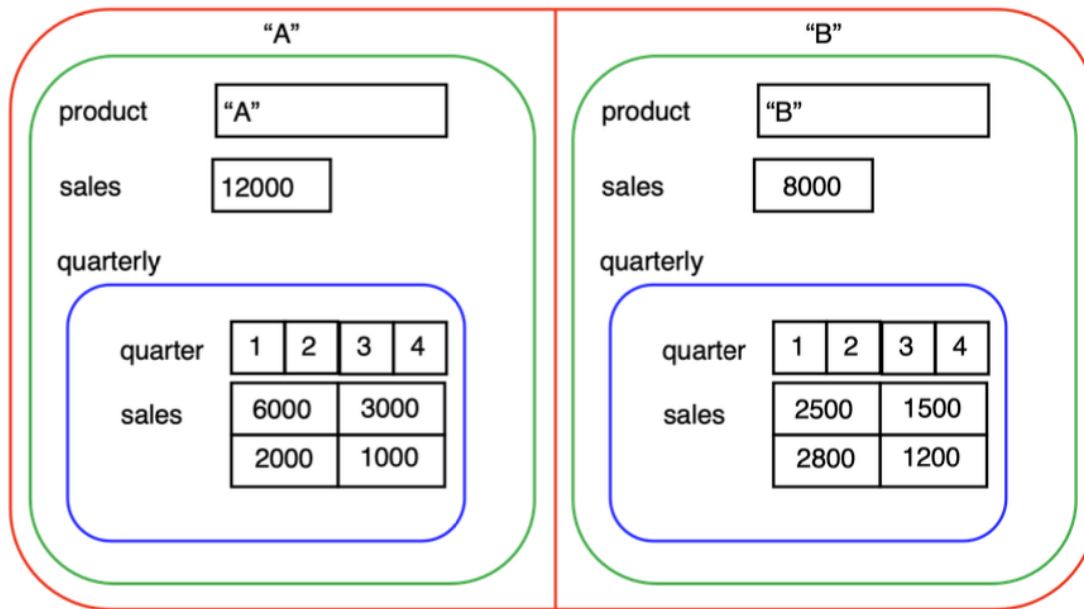 “A”
product “A”
sales 12000
quarterly
quarter 1 2 3 4
sales 6000 3000
2000 1000
“B”
product “B”
sales 8000
quarterly
quarter 1 2 3 4
sales 2500 1500
2800 1200